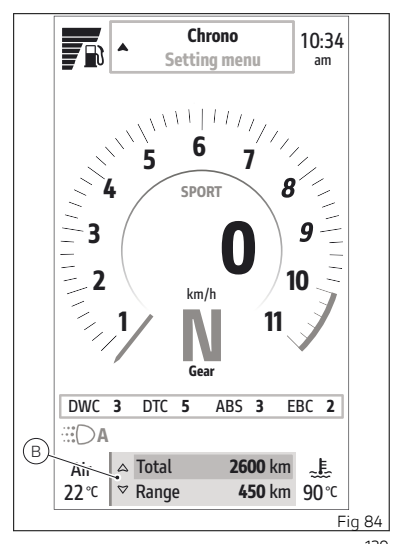 Chrono
Setting menu
10:34
am
1
2
3
4
5
6
7
8
9
10
11
SPORT
0
km/h
N
Gear
DWC 3 DTC 5 ABS 3 EBC 2
A
B
Air
22 °C
Total 2600 km
Range 450 km
90 °C
Fig 84